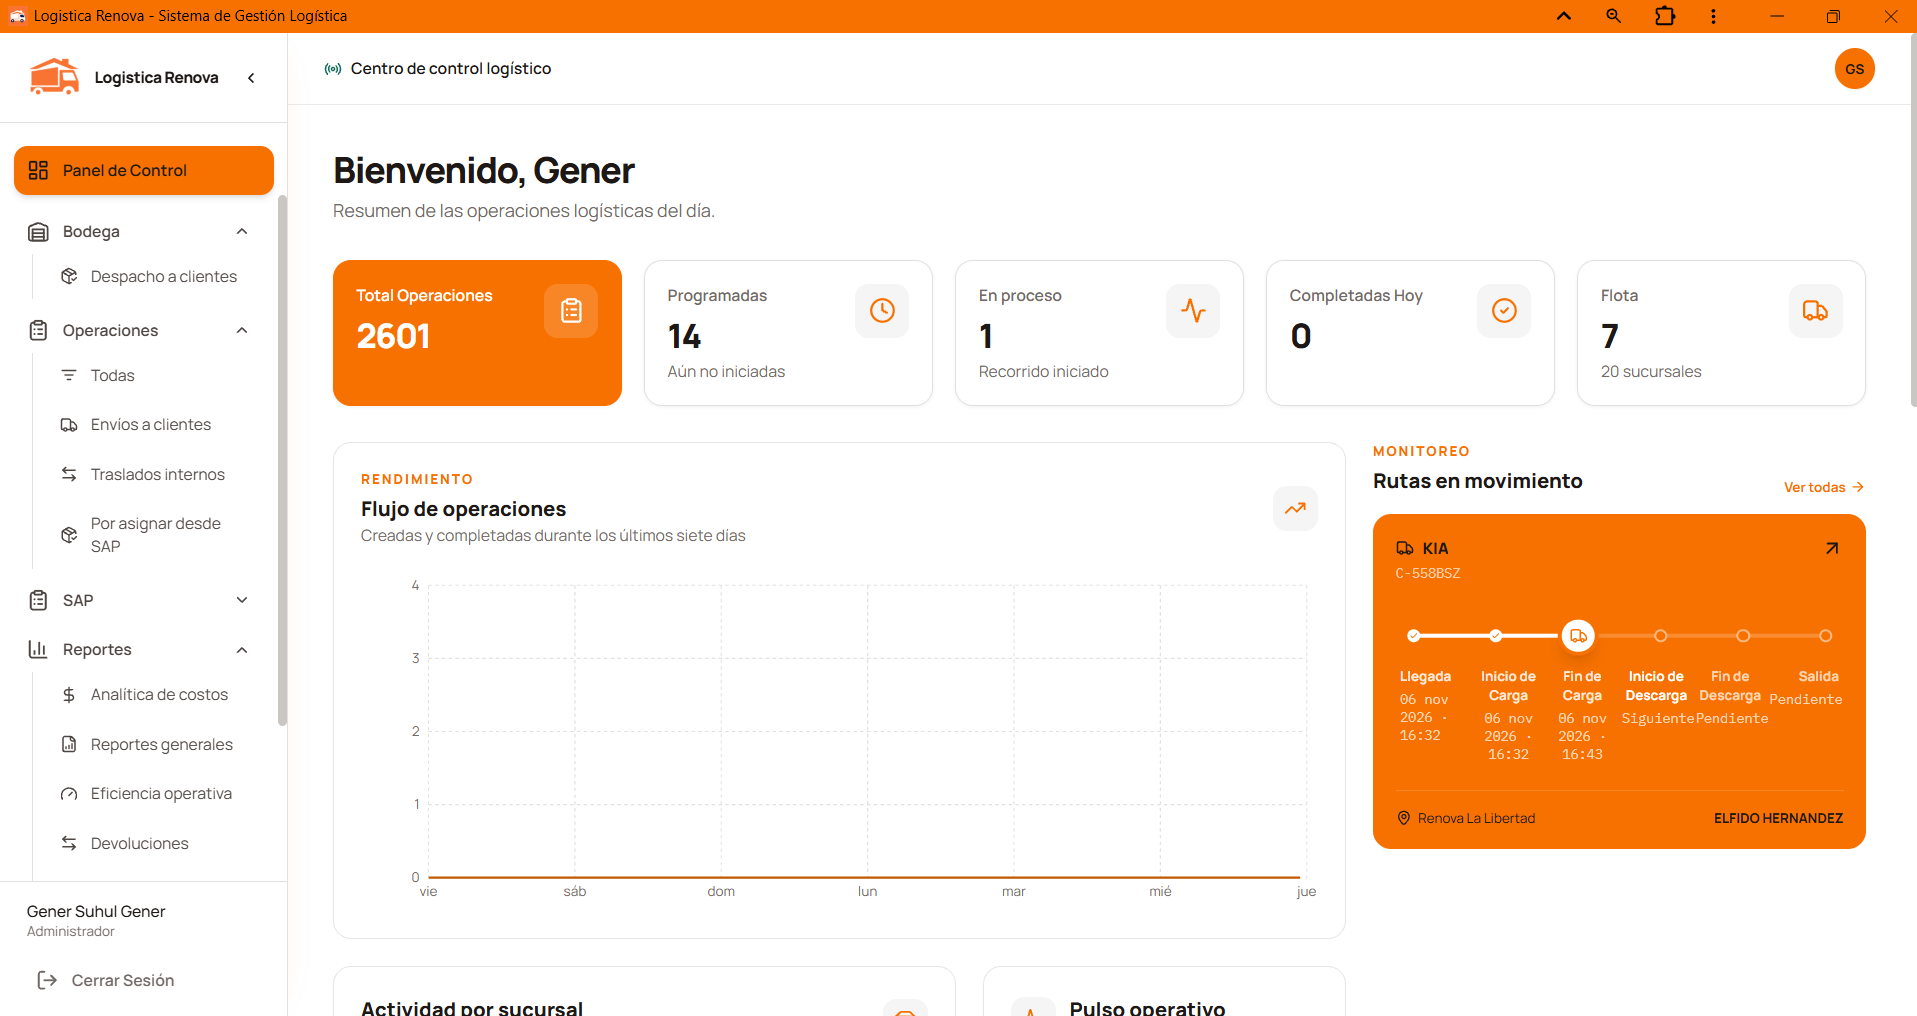 Logistica Renova - Sistema de Gestión Logística
Logistica Renova
Panel de Control
Bodega
Despacho a clientes
Operaciones
Todas
Envíos a clientes
Traslados internos
Por asignar desde
SAP
SAP
Reportes
Analítica de costos
Reportes generales
Eficiencia operativa
Devoluciones
Gener Suhul Gener
Administrador
Cerrar Sesión
Centro de control logístico
GS
Bienvenido, Gener
Resumen de las operaciones logísticas del día.
Total Operaciones
2601
Programadas
14
Aún no iniciadas
En proceso
1
Recorrido iniciado
Completadas Hoy
0
Flota
7
20 sucursales
RENDIMIENTO
Flujo de operaciones
Creadas y completadas durante los últimos siete días
4
3
2
1
0
vie sáb dom lun mar mié jue
MONITOREO
Rutas en movimiento
Ver todas
KIA
C-558BSZ
Llegada
06 nov
2026 ·
16:32
Inicio de
Carga
06 nov
2026 ·
16:32
Fin de
Carga
06 nov
2026 ·
16:43
Inicio de
Descarga
Siguiente
Fin de
Descarga
Pendiente
Salida
Pendiente
Renova La Libertad
ELFIDO HERNANDEZ
Actividad por sucursal
Pulso operativo